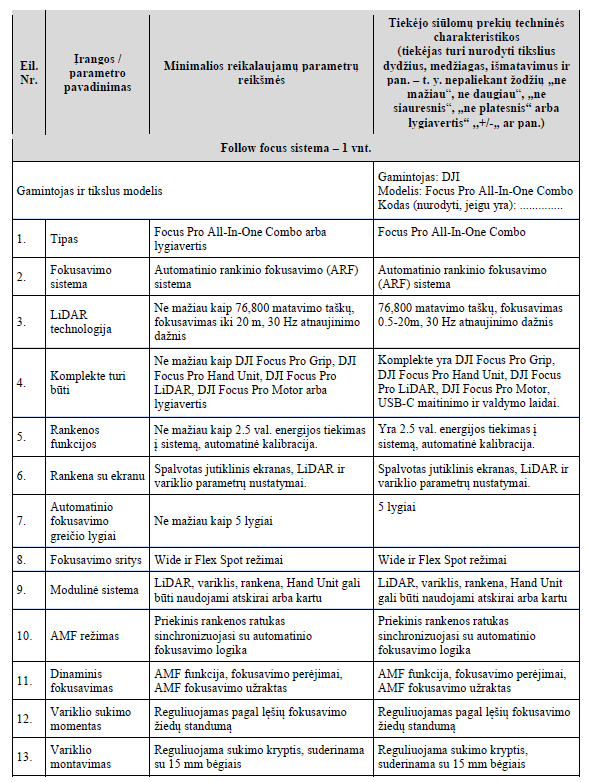 Eil. Nr.
Įrangos / parametro pavadinimas
Minimalios reikalaujamų parametrų reikšmės
Tiekėjo siūlomų prekių techninės charakteristikos
(tiekėjas turi nurodyti tikslius dydžius, medžiagas, išmatavimus ir pan. – t. y. nepaliekant žodžių „ne mažiau“, ne daugiau“, „ne siauresnis“, „ne platesnis“ arba lygiavertis“ „+/-„ ar pan.)
Follow focus sistema – 1 vnt.
Gamintojas ir tikslus modelis
Gamintojas: DJI
Modelis: Focus Pro All-In-One Combo
Kodas (nurodyti, jeigu yra): ..............
1.
Tipas
Focus Pro All-In-One Combo arba lygiavertis
Focus Pro All-In-One Combo
2.
Fokusavimo sistema
Automatinio rankinio fokusavimo (ARF) sistema
Automatinio rankinio fokusavimo (ARF) sistema
3.
LiDAR technologija
Ne mažiau kaip 76,800 matavimo taškų, fokusavimas iki 20 m, 30 Hz atnaujinimo dažnis
76,800 matavimo taškų, fokusavimas 0.5-20m, 30 Hz atnaujinimo dažnis
4.
Komplekte turi būti
Ne mažiau kaip DJI Focus Pro Grip, DJI Focus Pro Hand Unit, DJI Focus Pro LiDAR, DJI Focus Pro Motor arba lygiavertis
Komplekte yra DJI Focus Pro Grip, DJI Focus Pro Hand Unit, DJI Focus Pro LiDAR, DJI Focus Pro Motor, USB-C maitinimo ir valdymo laidai.
5.
Rankenos funkcijos
Ne mažiau kaip 2.5 val. energijos tiekimas į sistemą, automatinė kalibracija.
Yra 2.5 val. energijos tiekimas į sistemą, automatinė kalibracija.
6.
Rankena su ekranu
Spalvotas jutiklinis ekranas, LiDAR ir variklio parametrų nustatymai.
Spalvotas jutiklinis ekranas, LiDAR ir variklio parametrų nustatymai.
7.
Automatinio fokusavimo greičio lygiai
Ne mažiau kaip 5 lygiai
5 lygiai
8.
Fokusavimo sritys
Wide ir Flex Spot režimai
Wide ir Flex Spot režimai
9.
Modulinė sistema
LiDAR, variklis, rankena, Hand Unit gali būti naudojami atskirai arba kartu
LiDAR, variklis, rankena, Hand Unit gali būti naudojami atskirai arba kartu
10.
AMF režimas
Priekinis rankenos ratukas sinchronizuojasi su automatinio fokusavimo logika
Priekinis rankenos ratukas sinchronizuojasi su automatinio fokusavimo logika
11.
Dinaminis fokusavimas
AMF funkcija, fokusavimo perėjimai, AMF fokusavimo užraktas
AMF funkcija, fokusavimo perėjimai, AMF fokusavimo užraktas
12.
Variklio sukimo momentas
Reguliuojamas pagal lęšių fokusavimo žiedų standumą
Reguliuojamas pagal lęšių fokusavimo žiedų standumą
13.
Variklio montavimas
Reguliuojama sukimo kryptis, suderinama su 15 mm bėgiais
Reguliuojama sukimo kryptis, suderinama su 15 mm bėgiais